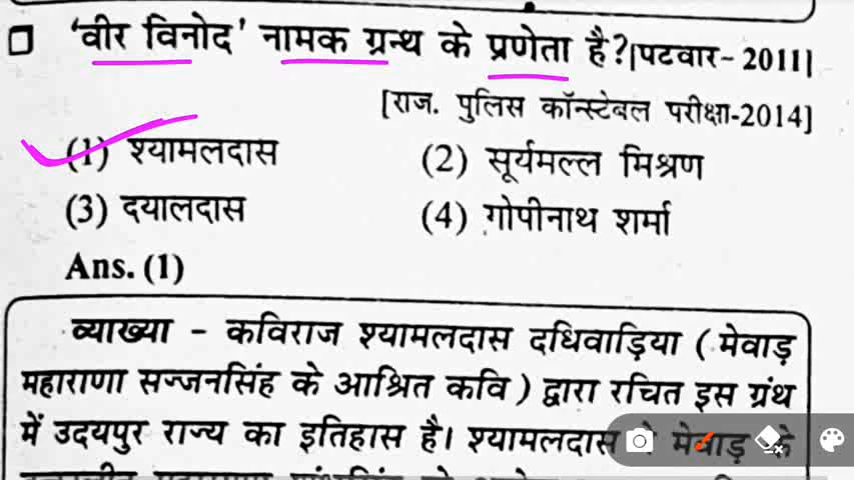 'वीर विनोद' नामक ग्रन्थ के प्रणेता है?[पटवार- 2011]
[राज. पुलिस कॉन्स्टेबल परीक्षा-2014]
(1) श्यामलदास (2) सूर्यमल्ल मिश्रण
(3) दयालदास (4) गोपीनाथ शर्मा
Ans. (1)
व्याख्या - कविराज श्यामलदास दधिवाड़िया ( मेवाड़
महाराणा सज्जनसिंह के आश्रित कवि ) द्वारा रचित इस ग्रंथ
में उदयपुर राज्य का इतिहास है। श्यामलदास ने मेवाड़ के